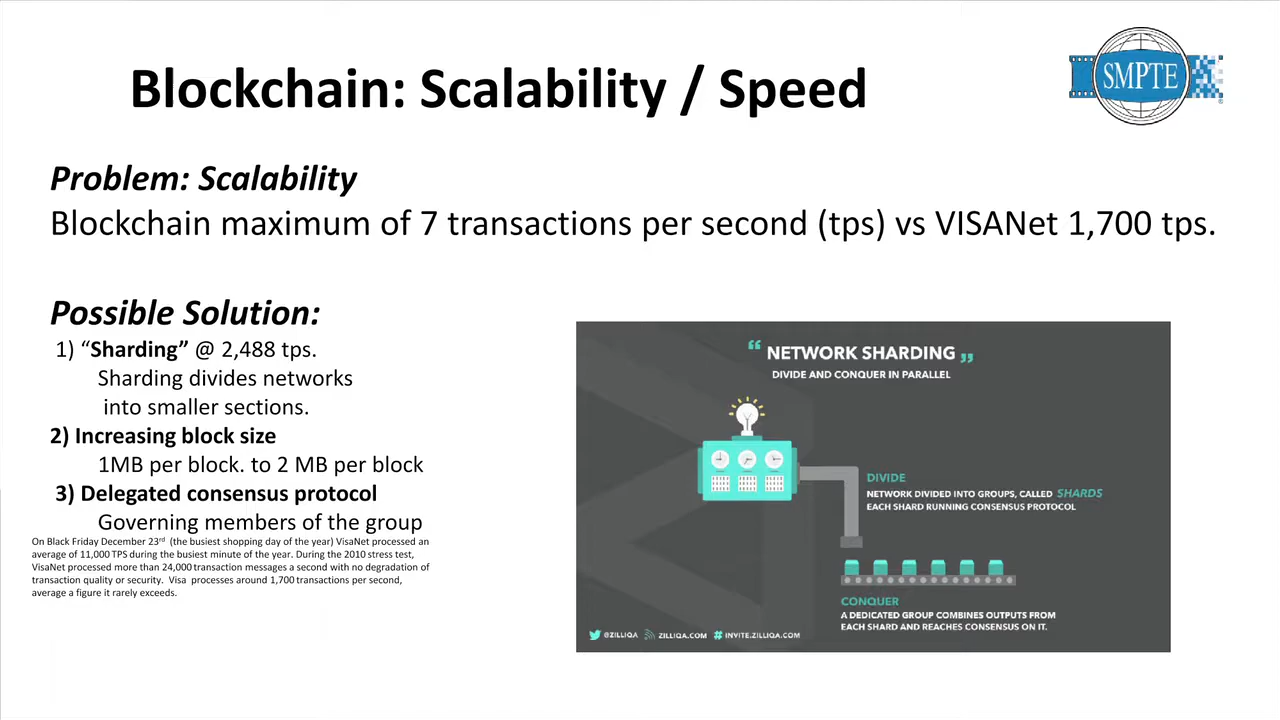 Blockchain: Scalability / Speed
SMPTE
®
Problem: Scalability
Blockchain maximum of 7 transactions per second (tps) vs VISANet 1,700 tps.
Possible Solution:
1) “Sharding” @ 2,488 tps.
Sharding divides networks
into smaller sections.
2) Increasing block size
1MB per block. to 2 MB per block
3) Delegated consensus protocol
Governing members of the group
On Black Friday December 23rd (the busiest shopping day of the year) VisaNet processed an
average of 11,000 TPS during the busiest minute of the year. During the 2010 stress test,
VisaNet processed more than 24,000 transaction messages a second with no degradation of
transaction quality or security. Visa processes around 1,700 transactions per second,
average a figure it rarely exceeds.
“ NETWORK SHARDING „
DIVIDE AND CONQUER IN PARALLEL
DIVIDE
NETWORK DIVIDED INTO GROUPS, CALLED SHARDS
EACH SHARD RUNNING CONSENSUS PROTOCOL
CONQUER
A DEDICATED GROUP COMBINES OUTPUTS FROM
EACH SHARD AND REACHES CONSENSUS ON IT.
@ZILLIQA ZILLIQA.COM # INVITE.ZILLIQA.COM